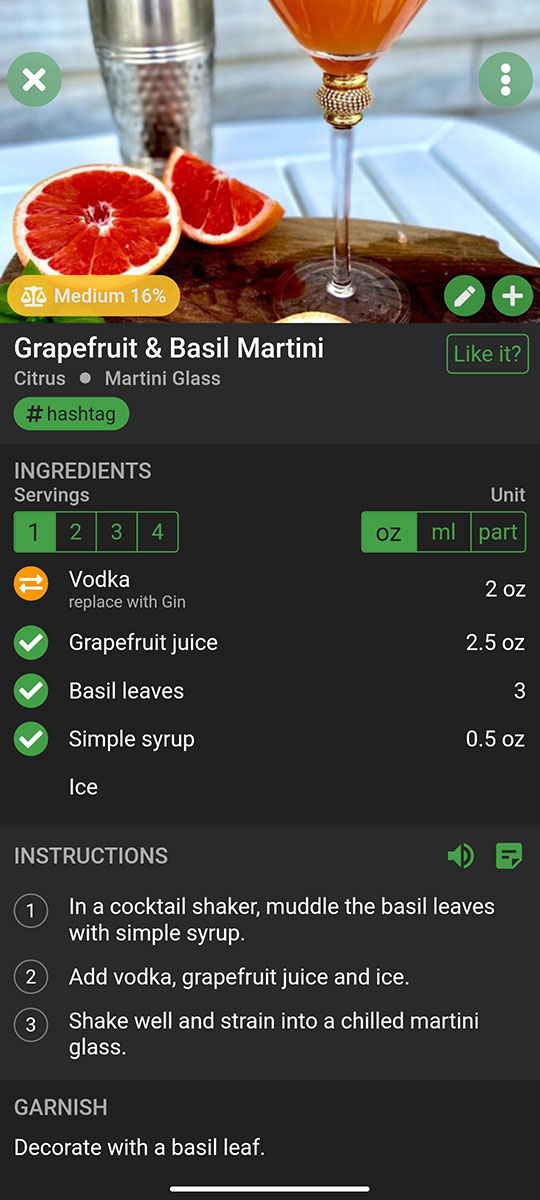 Medium 16%
Grapefruit & Basil Martini
Like it?
Citrus ● Martini Glass
#hashtag
INGREDIENTS
Servings
Unit
1 2 3 4
oz ml part
Vodka
replace with Gin
2 oz
Grapefruit juice 2.5 oz
Basil leaves 3
Simple syrup 0.5 oz
Ice
INSTRUCTIONS
1 In a cocktail shaker, muddle the basil leaves
with simple syrup.
2 Add vodka, grapefruit juice and ice.
3 Shake well and strain into a chilled martini
glass.
GARNISH
Decorate with a basil leaf.